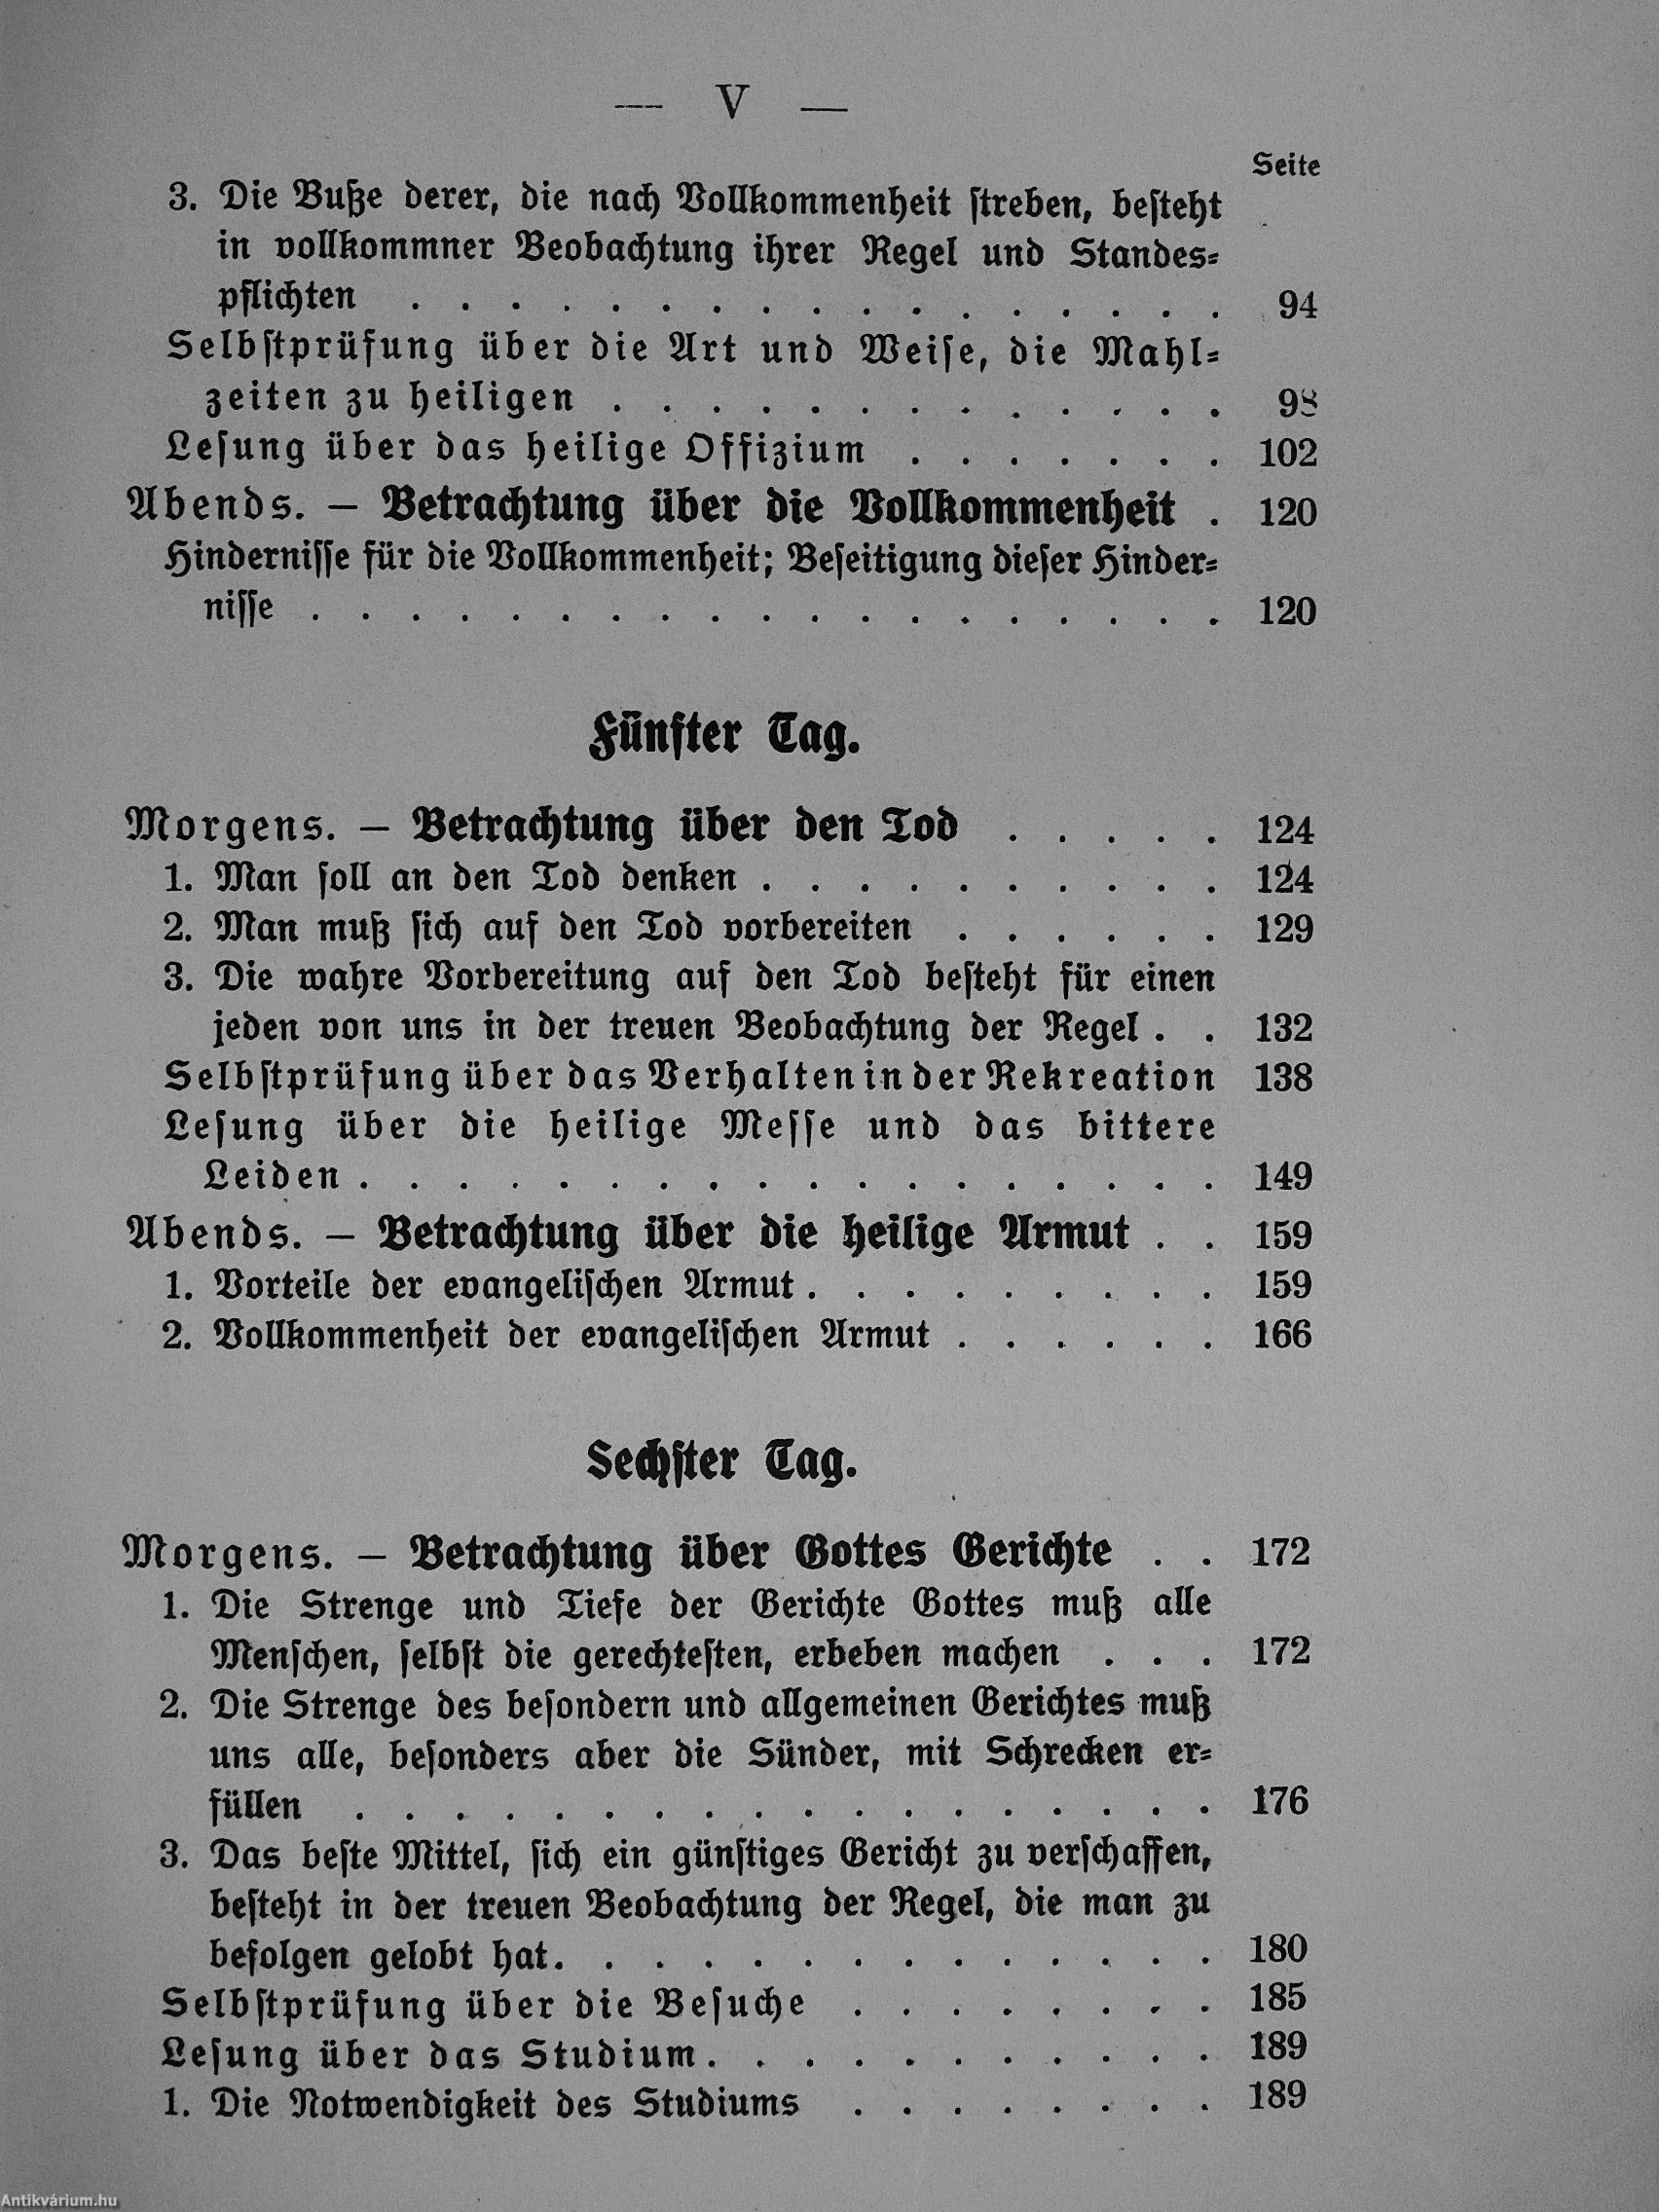 — V —
Seite
3. Die Buße derer, die nach Vollkommenheit ſtreben, beſteht
in vollkommner Beobachtung ihrer Regel und Standes⸗
pflichten . . . . . . . . . . . . . . . . . 94
Selbſtprüfung über die Art und Weiſe, die Mahl⸗
zeiten zu heiligen . . . . . . . . . . . . . 98
Leſung über das heilige Offizium . . . . . . . 102
Abends. — Betrachtung über die Vollkommenheit . 120
Hinderniſſe für die Vollkommenheit; Beſeitigung dieſer Hinder⸗
niſſe . . . . . . . . . . . . . . . . . . . 120
Fünfter Tag.
Morgens. — Betrachtung über den Tod . . . . . 124
1. Man ſoll an den Tod denken . . . . . . . . . . 124
2. Man muß ſich auf den Tod vorbereiten . . . . . . 129
3. Die wahre Vorbereitung auf den Tod beſteht für einen
jeden von uns in der treuen Beobachtung der Regel . . 132
Selbſtprüfung über das Verhalten in der Rekreation 138
Leſung über die heilige Meſſe und das bittere
Leiden . . . . . . . . . . . . . . . . . . 149
Abends. — Betrachtung über die heilige Armut . . 159
1. Vorteile der evangeliſchen Armut . . . . . . . . . 159
2. Vollkommenheit der evangeliſchen Armut . . . . . . 166
Sechſter Tag.
Morgens. — Betrachtung über Gottes Gerichte . . 172
1. Die Strenge und Tiefe der Gerichte Gottes muß alle
Menſchen, ſelbſt die gerechteſten, erbeben machen . . . 172
2. Die Strenge des beſondern und allgemeinen Gerichtes muß
uns alle, beſonders aber die Sünder, mit Schrecken er⸗
füllen . . . . . . . . . . . . . . . . . . 176
3. Das beſte Mittel, ſich ein günſtiges Gericht zu verſchaffen,
beſteht in der treuen Beobachtung der Regel, die man zu
befolgen gelobt hat. . . . . . . . . . . . . . 180
Selbſtprüfung über die Beſuche . . . . . . . . 185
Leſung über das Studium. . . . . . . . . . . 189
1. Die Notwendigkeit des Studiums . . . . . . . . 189
Antikvárium.hu